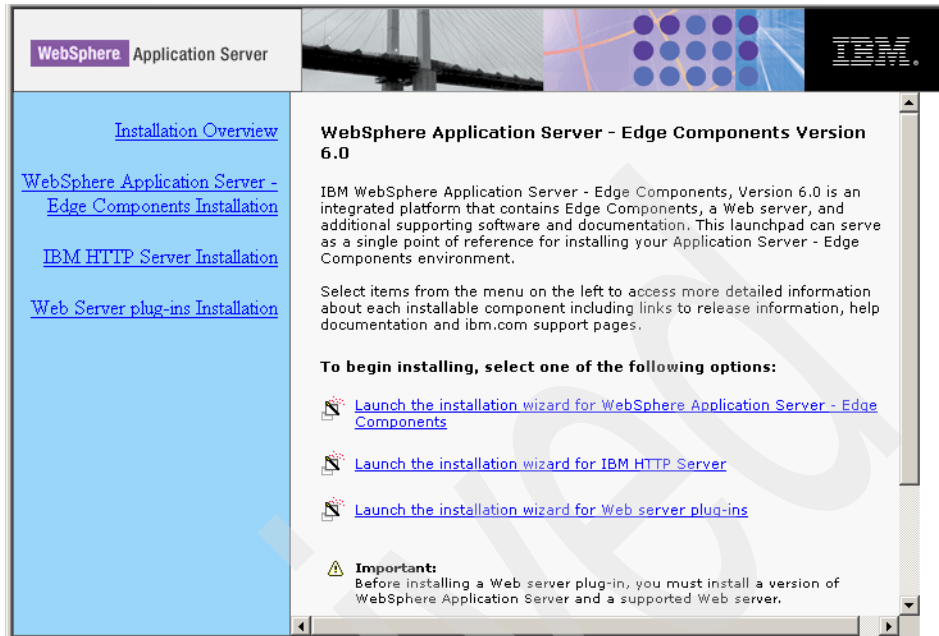 WebSphere. Application Server
IBM.
Installation Overview
WebSphere Application Server -
Edge Components Installation
IBM HTTP Server Installation
Web Server plug-ins Installation
WebSphere Application Server - Edge Components Version
6.0
IBM WebSphere Application Server - Edge Components, Version 6.0 is an
integrated platform that contains Edge Components, a Web server, and
additional supporting software and documentation. This launchpad can serve
as a single point of reference for installing your Application Server - Edge
Components environment.
Select items from the menu on the left to access more detailed information
about each installable component including links to release information, help
documentation and ibm.com support pages.
To begin installing, select one of the following options:
Launch the installation wizard for WebSphere Application Server - Edge
Components
Launch the installation wizard for IBM HTTP Server
Launch the installation wizard for Web server plug-ins
Important:
Before installing a Web server plug-in, you must install a version of
WebSphere Application Server and a supported Web server.